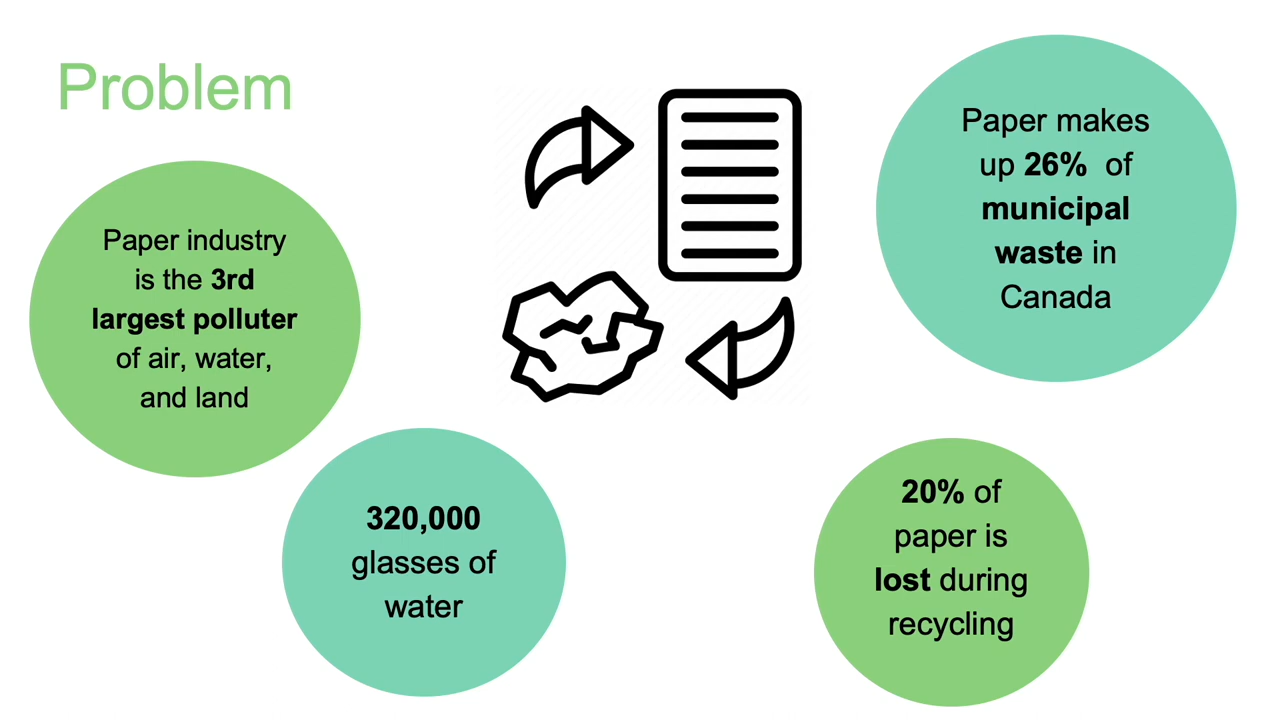 Problem
Paper industry
is the 3rd
largest polluter
of air, water,
and land
320,000
glasses of
water
Paper makes
up 26% of
municipal
waste in
Canada
20% of
paper is
lost during
recycling